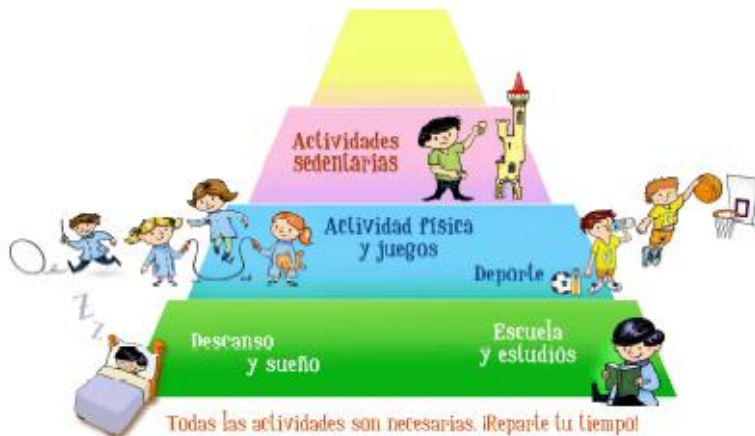 Actividades
sedentarias
Actividad física
y juegos
Deporte
Z
Z
Descanso
y sueño
Escuela
y estudios
Todas las actividades son necesarias. ¡Reparte tu tiempo!